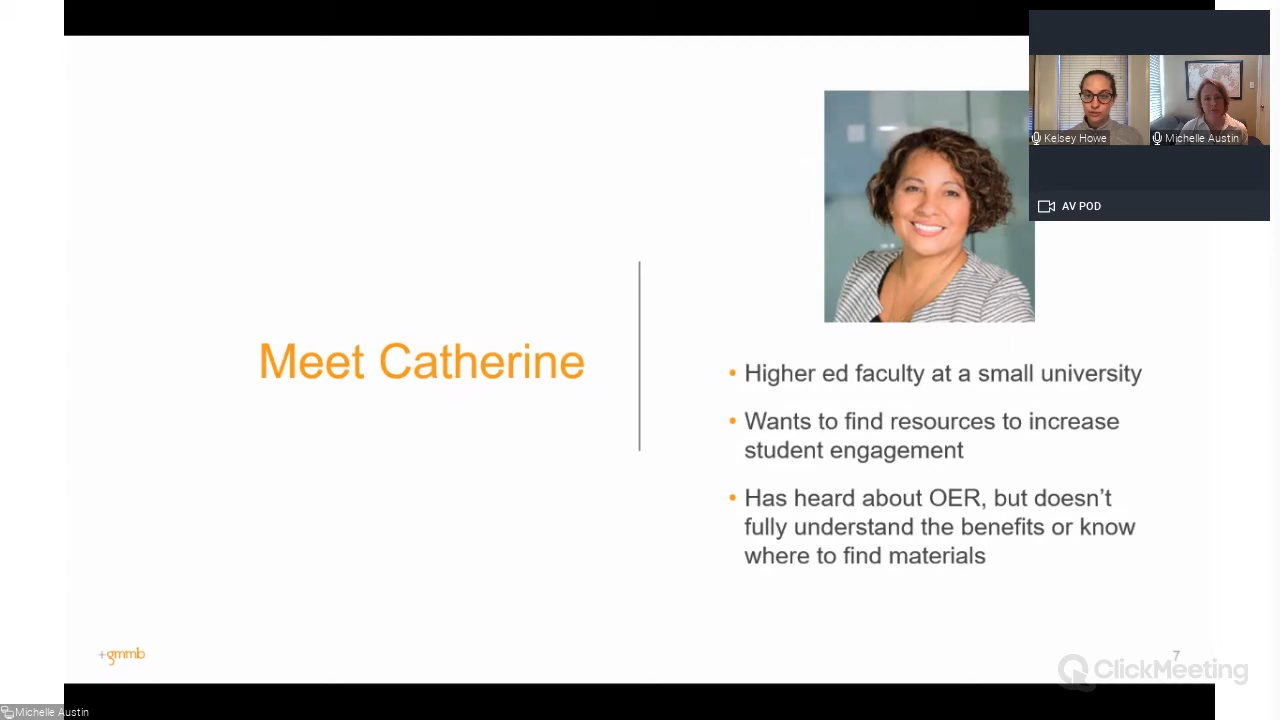 Kelsey Howe
Michelle Austin
AV POD
Meet Catherine
• Higher ed faculty at a small university
• Wants to find resources to increase
student engagement
• Has heard about OER, but doesn’t
fully understand the benefits or know
where to find materials
+gmmb
7
ClickMeeting
Michelle Austin